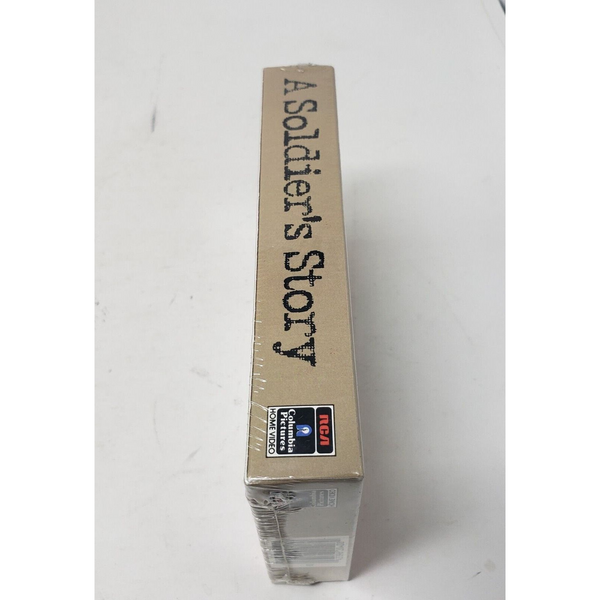 A Soldier's Story
RCA
Columbia
Pictures
HOME VIDEO